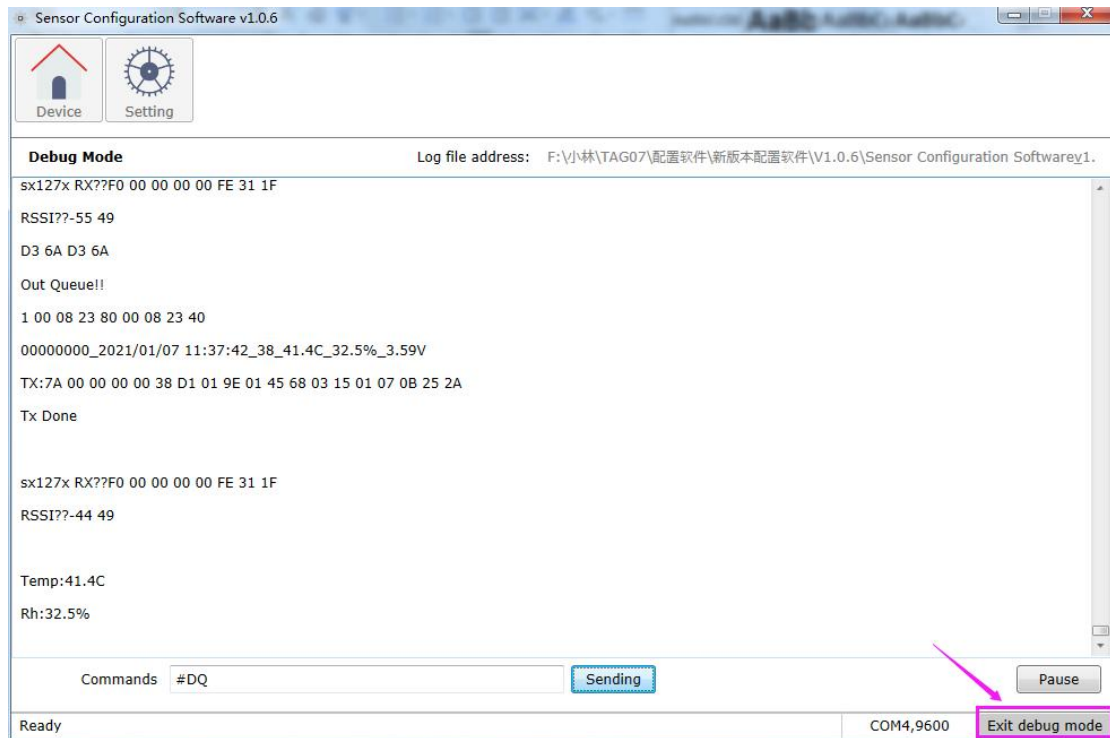 Sensor Configuration Software v1.0.6
Device
Setting
Debug Mode
Log file address: F:\小林\TAG07\配置软件\新版本配置软件\V1.0.6\Sensor Configuration Softwarev1.
sx127x RX??F0 00 00 00 00 FE 31 1F
RSSI??-55 49
D3 6A D3 6A
Out Queue!!
1 00 08 23 80 00 08 23 40
00000000_2021/01/07 11:37:42_38_41.4C_32.5%_3.59V
TX:7A 00 00 00 00 38 D1 01 9E 01 45 68 03 15 01 07 0B 25 2A
Tx Done
sx127x RX??F0 00 00 00 00 FE 31 1F
RSSI??-44 49
Temp:41.4C
Rh:32.5%
Commands #DQ Sending Pause
Ready COM4,9600 Exit debug mode